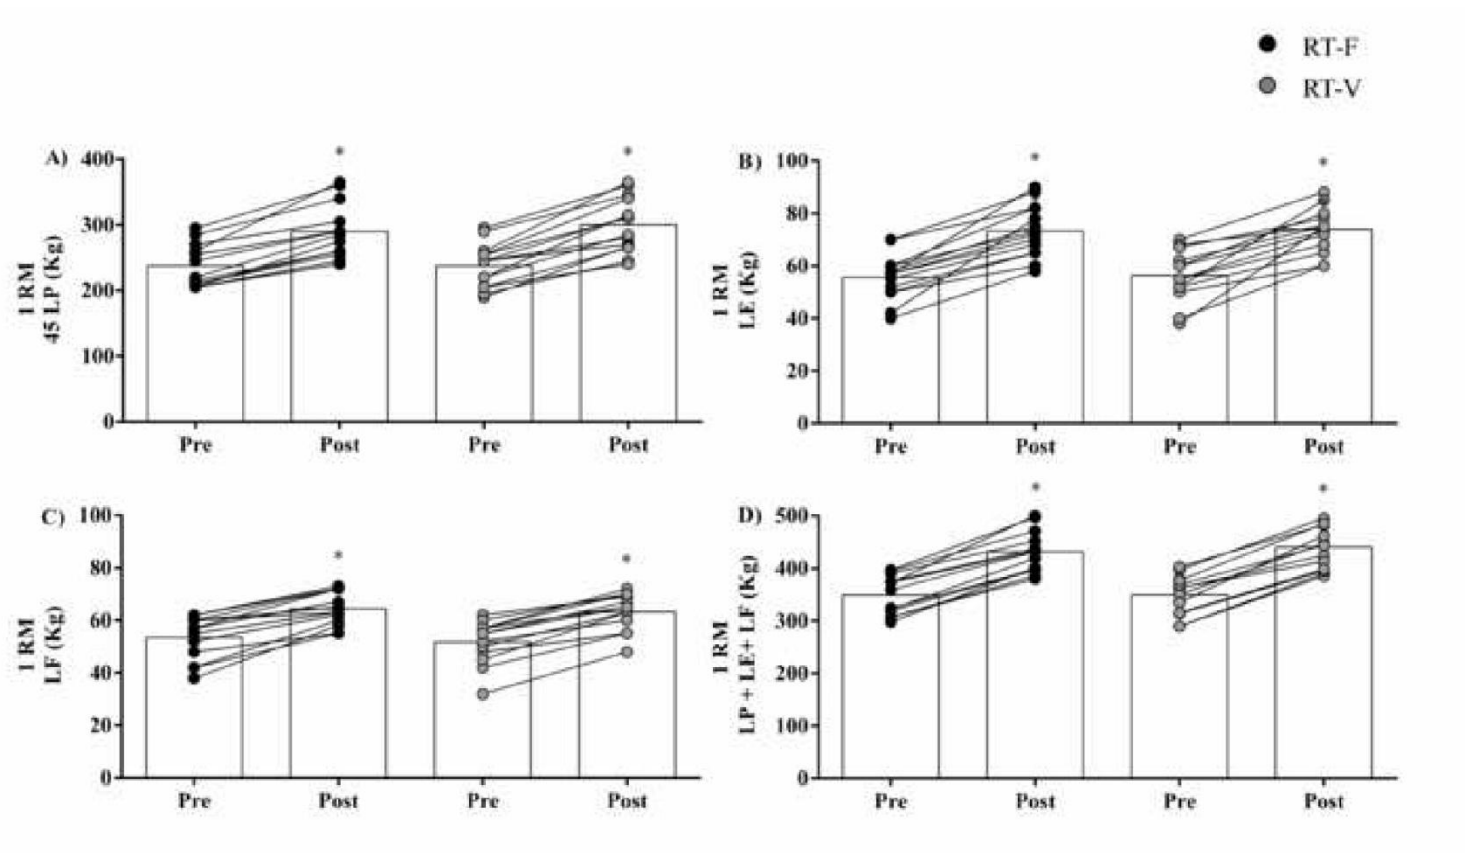 RT-F
RT-V
A)
1 RM
45 LP (Kg)
400
300
200
100
0
*
*
Pre
Post
Pre
Post
B)
1 RM
LE (Kg)
100
80
60
40
20
0
*
*
Pre
Post
Pre
Post
C)
1 RM
LF (Kg)
100
80
60
40
20
0
*
*
Pre
Post
Pre
Post
D)
1 RM
LP + LE+ LF (Kg)
500
400
300
200
100
0
*
*
Pre
Post
Pre
Post